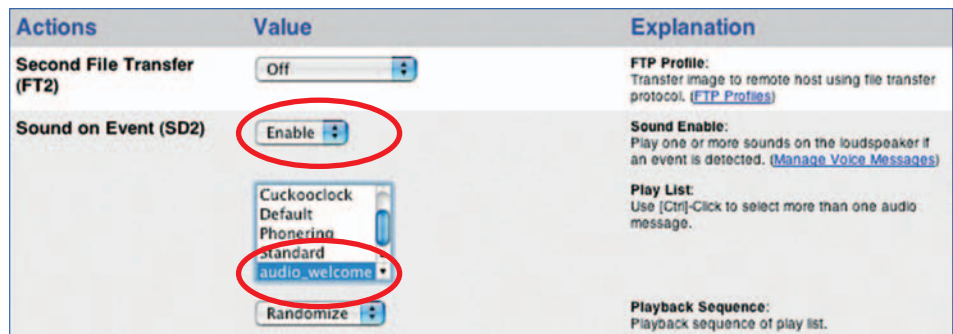 Actions Value Explanation
Second File Transfer (FT2)
Off
FTP Profile:
Transfer image to remote host using file transfer
protocol. (FTP Profiles)
Sound on Event (SD2)
Enable
Sound Enable:
Play one or more sounds on the loudspeaker if
an event is detected. (Manage Voice Messages)
Cuckooclock
Default
Phonering
Standard
audio_welcome
Play List:
Use [Ctrl]-Click to select more than one audio
message.
Randomize
Playback Sequence:
Playback sequence of play list.